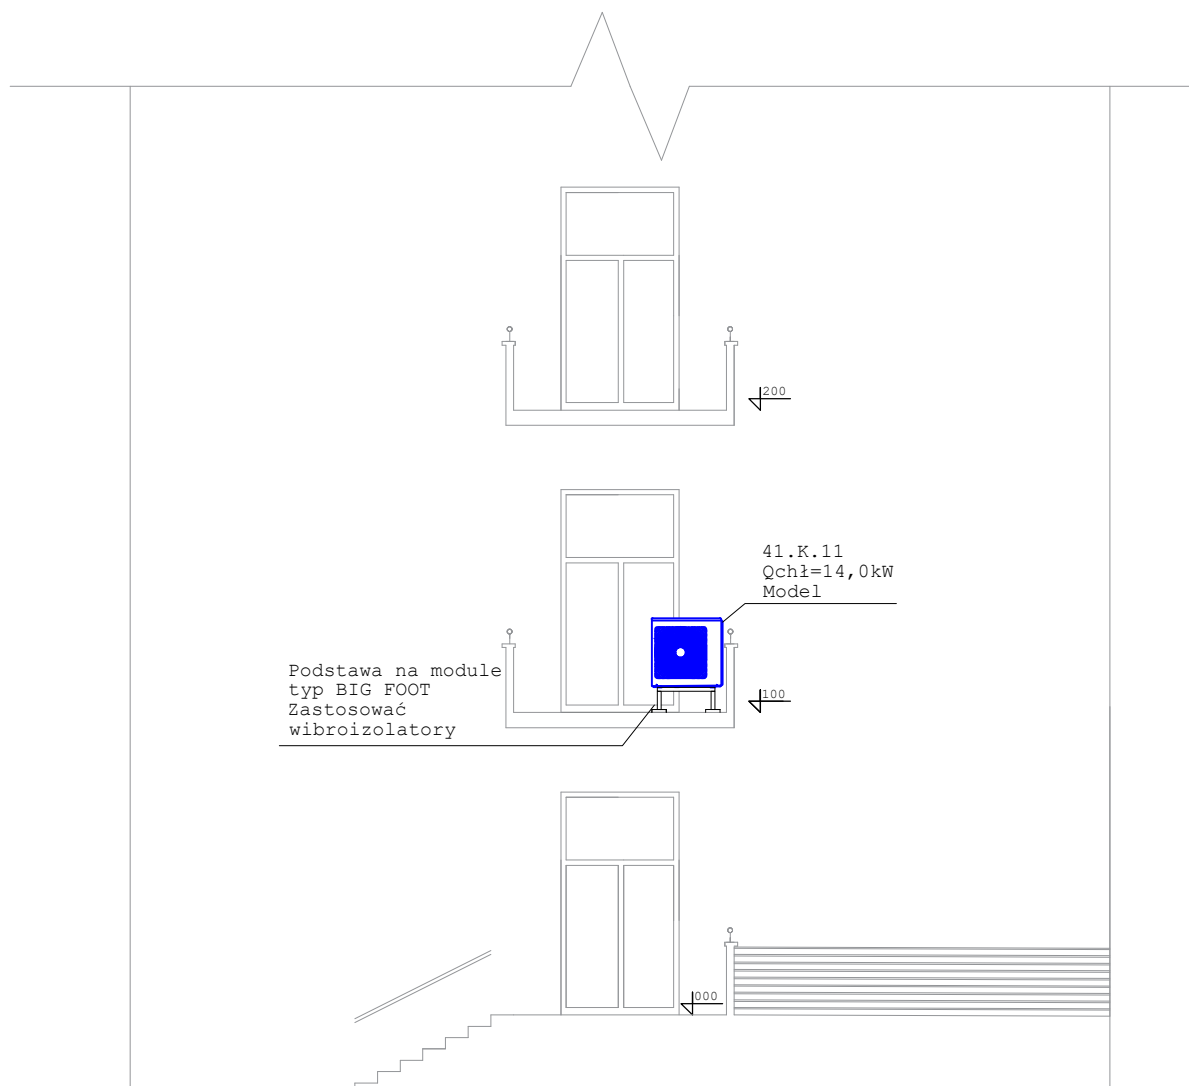 200
41.K.11
Qchł=14,0kW
Model
Podstawa na module
typ BIG FOOT
Zastosować
wibroizolatory
100
000